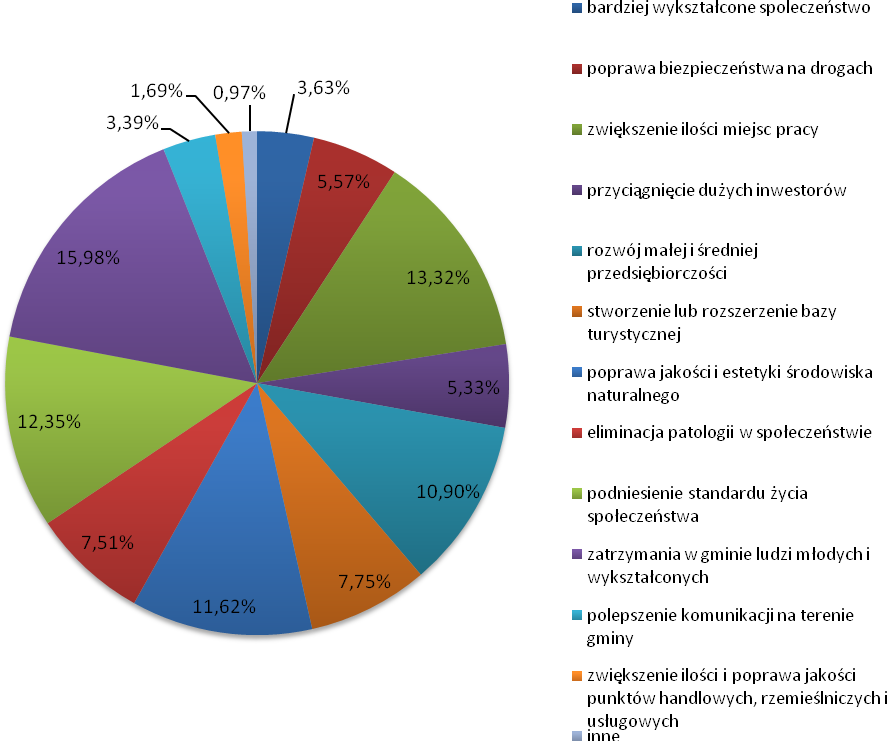 3,63%
5,57%
13,32%
5,33%
10,90%
7,75%
11,62%
7,51%
12,35%
15,98%
3,39%
1,69%
0,97%
bardziej wykształcone społeczeństwo
poprawa biezpieczeństwa na drogach
zwiększenie ilości miejsc pracy
przyciągnięcie dużych inwestorów
rozwój małej i średniej
przedsiębiorczości
stworzenie lub rozszerzenie bazy
turystycznej
poprawa jakości i estetyki środowiska
naturalnego
eliminacja patologii w społeczeństwie
podniesienie standardu życia
społeczeństwa
zatrzymania w gminie ludzi młodych i
wykształconych
polepszenie komunikacji na terenie
gminy
zwiększenie ilości i poprawa jakości
punktów handlowych, rzemieślniczych i
usługowych
inne